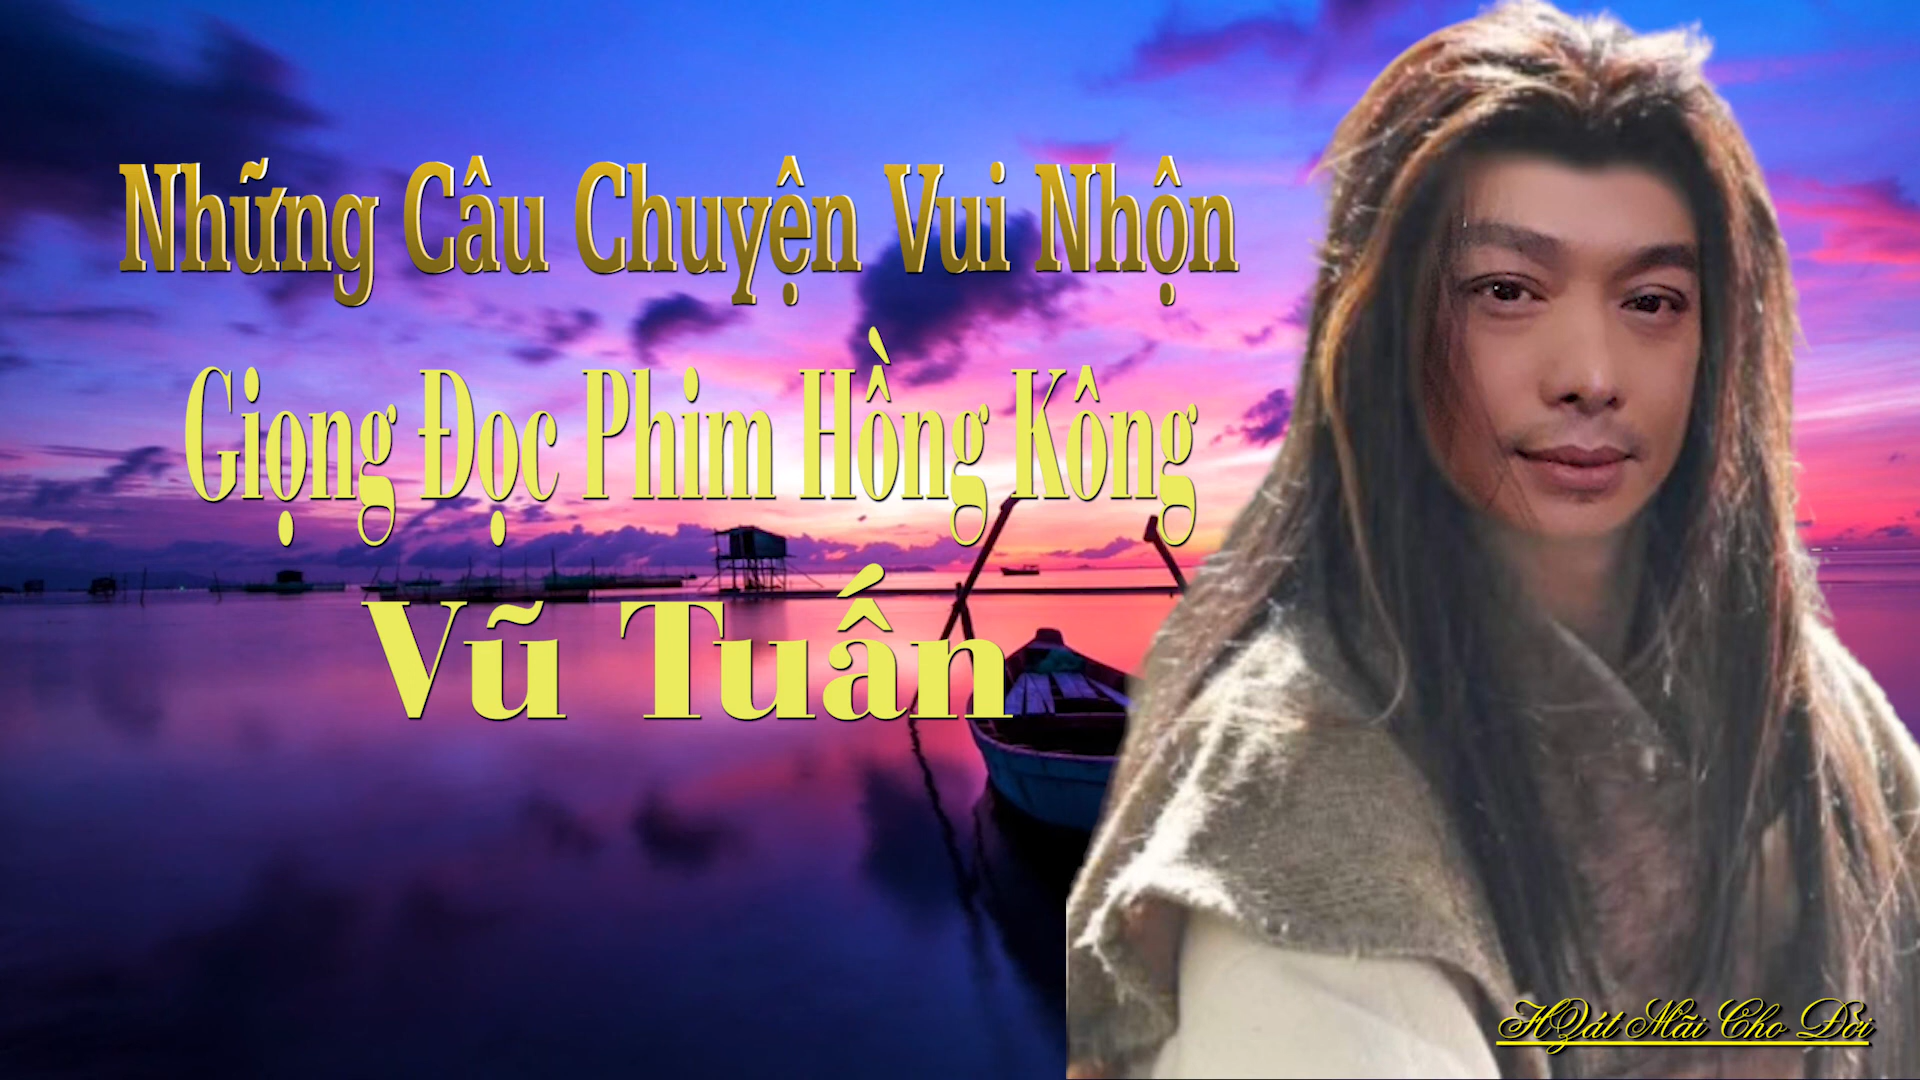 Những Câu Chuyện Vui Nhộn
Giọng Đọc Phim Hồng Kông
Vũ Tuấn
Hát Mãi Cho Đời